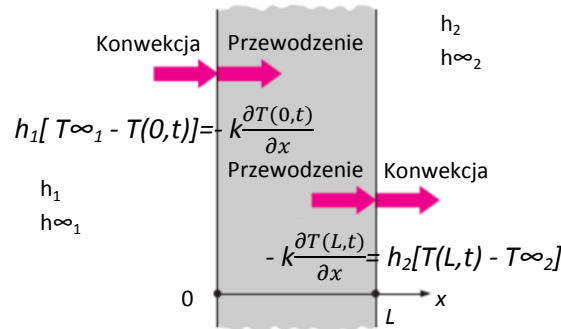 Konwekcja Przewodzenie
h₂
h∞₂
h₁[ T∞₁ - T(0,t)]=- k ∂T(0,t)/∂x
Przewodzenie Konwekcja
h₁
h∞₁
- k ∂T(L,t)/∂x = h₂[T(L,t) - T∞₂]
0
L
x